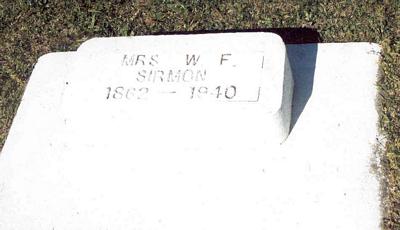 MRS. W. F.
SIRMON
1862 — 1940